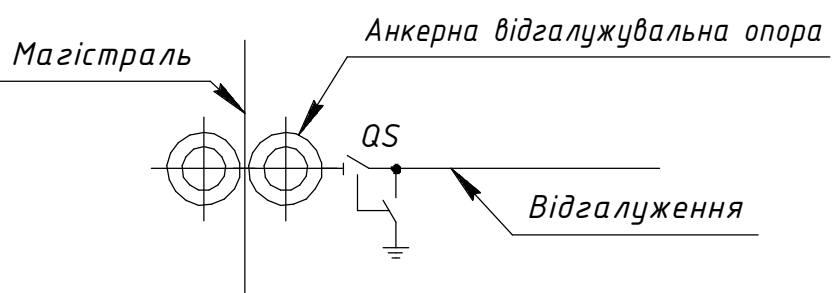 Магістраль
Анкерна відгалужувальна опора
QS
Відгалуження